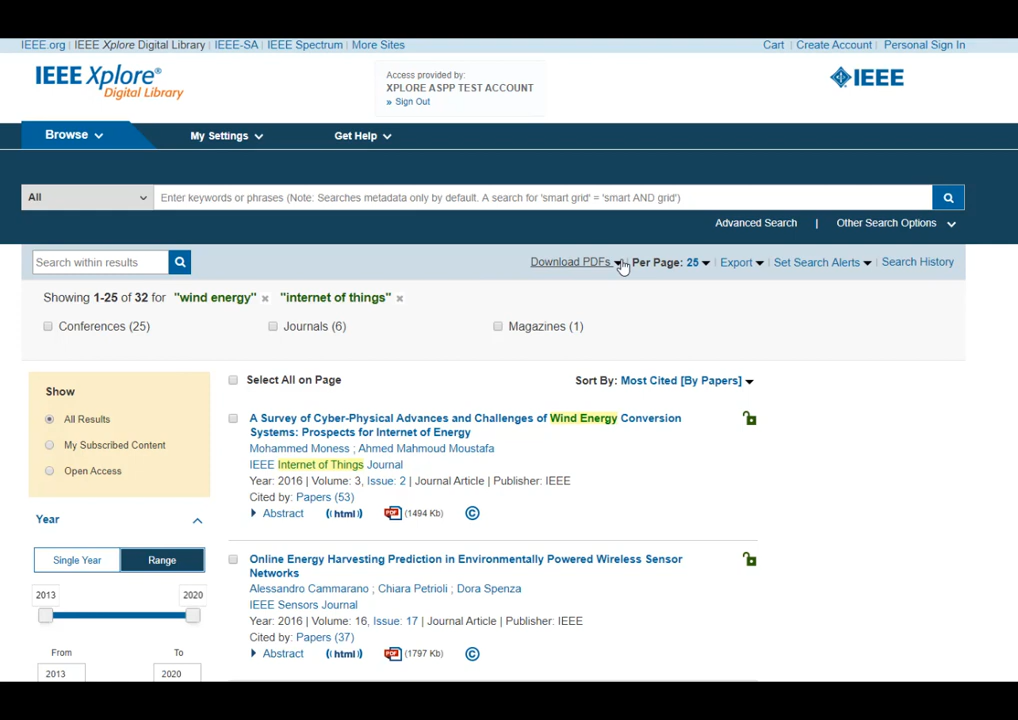 IEEE.org | IEEE Xplore Digital Library | IEEE-SA | IEEE Spectrum | More Sites
Cart | Create Account | Personal Sign In
IEEE Xplore®
Digital Library
Access provided by:
XPLORE ASPP TEST ACCOUNT
» Sign Out
IEEE
Browse
My Settings
Get Help
All
Enter keywords or phrases (Note: Searches metadata only by default. A search for 'smart grid' = 'smart AND grid')
Advanced Search | Other Search Options
Search within results
Download PDFs | Per Page: 25 | Export | Set Search Alerts | Search History
Showing 1-25 of 32 for "wind energy" × "internet of things" ×
Conferences (25)
Journals (6)
Magazines (1)
Show
All Results
My Subscribed Content
Open Access
Year
Single Year
Range
2013
2020
From
To
2013
2020
Select All on Page
Sort By: Most Cited [By Papers]
A Survey of Cyber-Physical Advances and Challenges of Wind Energy Conversion
Systems: Prospects for Internet of Energy
Mohammed Moness ; Ahmed Mahmoud Moustafa
IEEE Internet of Things Journal
Year: 2016 | Volume: 3, Issue: 2 | Journal Article | Publisher: IEEE
Cited by: Papers (53)
Abstract ((html)) PDF (1494 Kb) ©
Online Energy Harvesting Prediction in Environmentally Powered Wireless Sensor
Networks
Alessandro Cammarano ; Chiara Petrioli ; Dora Spenza
IEEE Sensors Journal
Year: 2016 | Volume: 16, Issue: 17 | Journal Article | Publisher: IEEE
Cited by: Papers (37)
Abstract ((html)) PDF (1797 Kb) ©